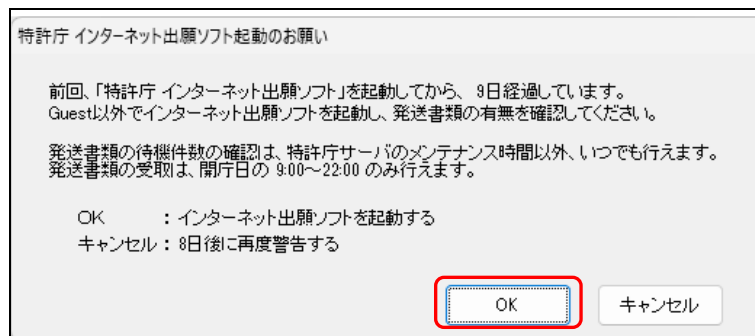 特許庁 インターネット出願ソフト起動のお願い
前回、「特許庁 インターネット出願ソフト」を起動してから、 9日経過しています。
Guest以外でインターネット出願ソフトを起動し、発送書類の有無を確認してください。
発送書類の待機件数の確認は、特許庁サーバのメンテナンス時間以外、いつでも行えます。
発送書類の受取は、開庁日の 9:00～22:00 のみ行えます。
OK : インターネット出願ソフトを起動する
キャンセル : 8日後に再度警告する
OK キャンセル